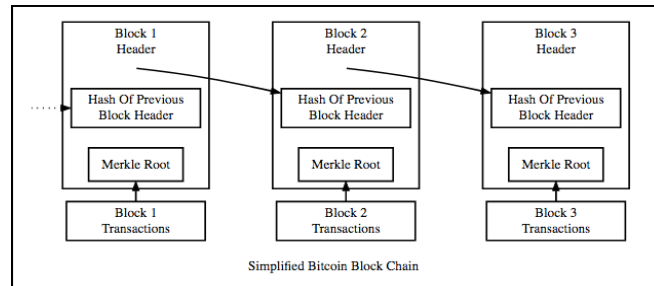 Block 1
Header
Block 2
Header
Block 3
Header
Hash Of Previous
Block Header
Hash Of Previous
Block Header
Hash Of Previous
Block Header
Merkle Root
Merkle Root
Merkle Root
Block 1
Transactions
Block 2
Transactions
Block 3
Transactions
Simplified Bitcoin Block Chain